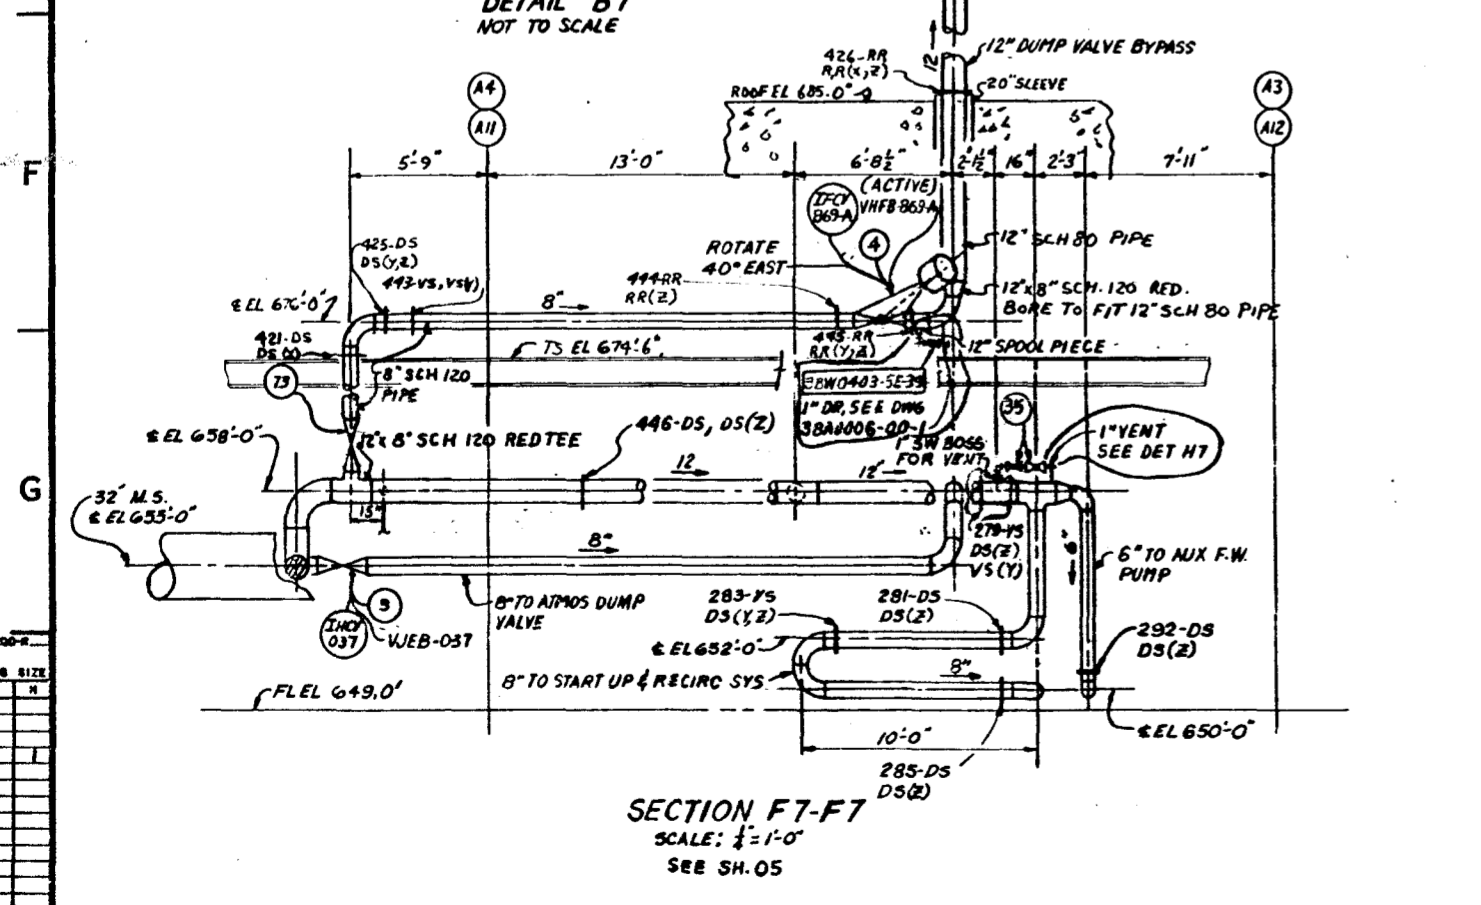 DETAIL B7
NOT TO SCALE
12" DUMP VALVE BYPASS
12
426-RR
RR(X,Z)
20" SLEEVE
ROOF EL 685.0"
A4
A11
A3
A12
F
5'-9"
13'-0"
6'-8½"
2'-1½"
16"
2'-3"
7'-11"
(ACTIVE)
VHFB-869-A
869-A
4
ROTATE
40° EAST
12" SCH 80 PIPE
425-DS
DS(Y,Z)
443-VS, VS(Y)
444-RR
RR(Z)
8"
12"x8" SCH. 120 RED.
BORE TO FIT 12" SCH 80 PIPE
421-DS
TS EL 674'-6"
445-RR
RR(Y,Z)
12" SPOOL PIECE
73
8" SCH 120
PIPE
1" DR, SEE DWG
35
℄ EL 658'-0"
12"x 8" SCH 120 RED TEE
446-DS, DS(Z)
1" SW BOSS
FOR VENT
1" VENT
SEE DET H7
G
12
12"
32" M.S.
℄ EL 655'-0"
15"
8"
279-VS
DS(Z)
VS(Y)
6"
6" TO AUX F.W.
PUMP
8" TO ATMOS DUMP
VALVE
037
VJEB-037
283-VS
DS(Y,Z)
281-DS
DS(Z)
292-DS
DS(Z)
℄ EL 652'-0"
8" TO START UP & RECIRC SYS
8"
FL EL 649.0'
℄ EL 650'-0"
10'-0"
285-DS
DS(Z)
SIZE
SECTION F7-F7
SCALE: ¼"=1'-0"
SEE SH.05